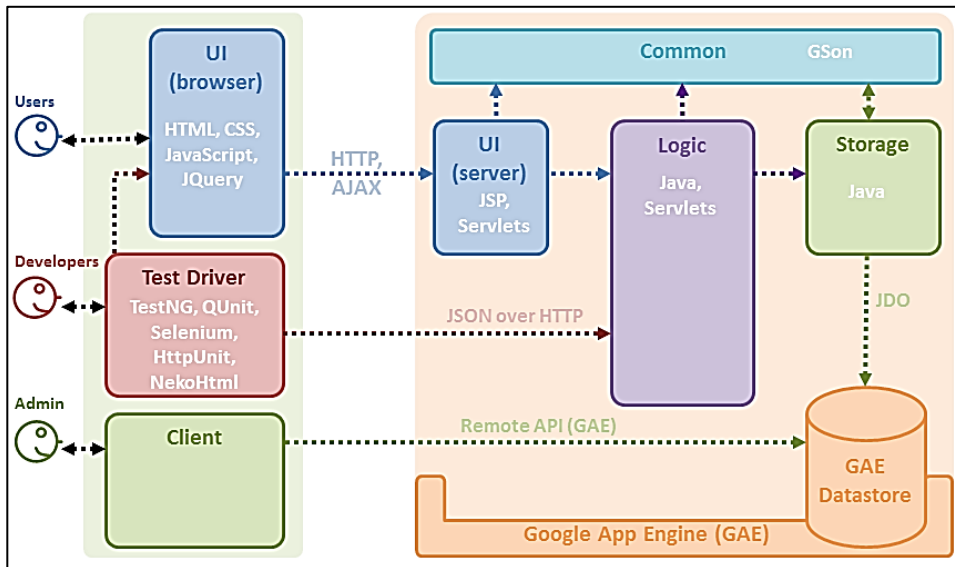 Users
Developers
Admin
UI
(browser)
HTML, CSS,
JavaScript,
JQuery
Test Driver
TestNG, QUnit,
Selenium,
HttpUnit,
NekoHtml
Client
HTTP,
AJAX
JSON over HTTP
Remote API (GAE)
Common
GSon
UI
(server)
JSP,
Servlets
Logic
Java,
Servlets
Storage
Java
JDO
GAE
Datastore
Google App Engine (GAE)